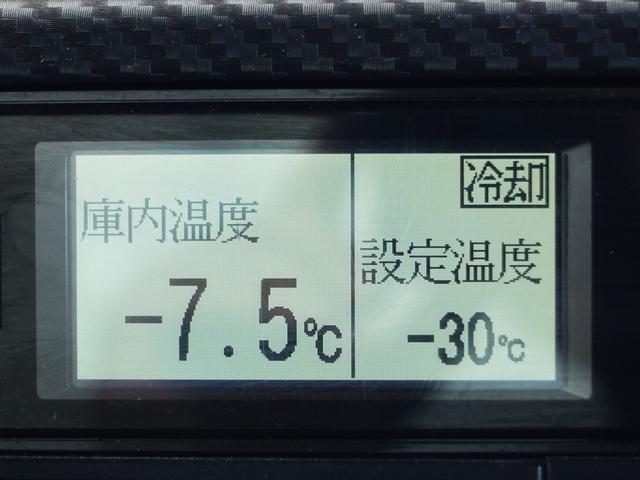 庫内温度
-7.5℃
冷却
設定温度
-30℃